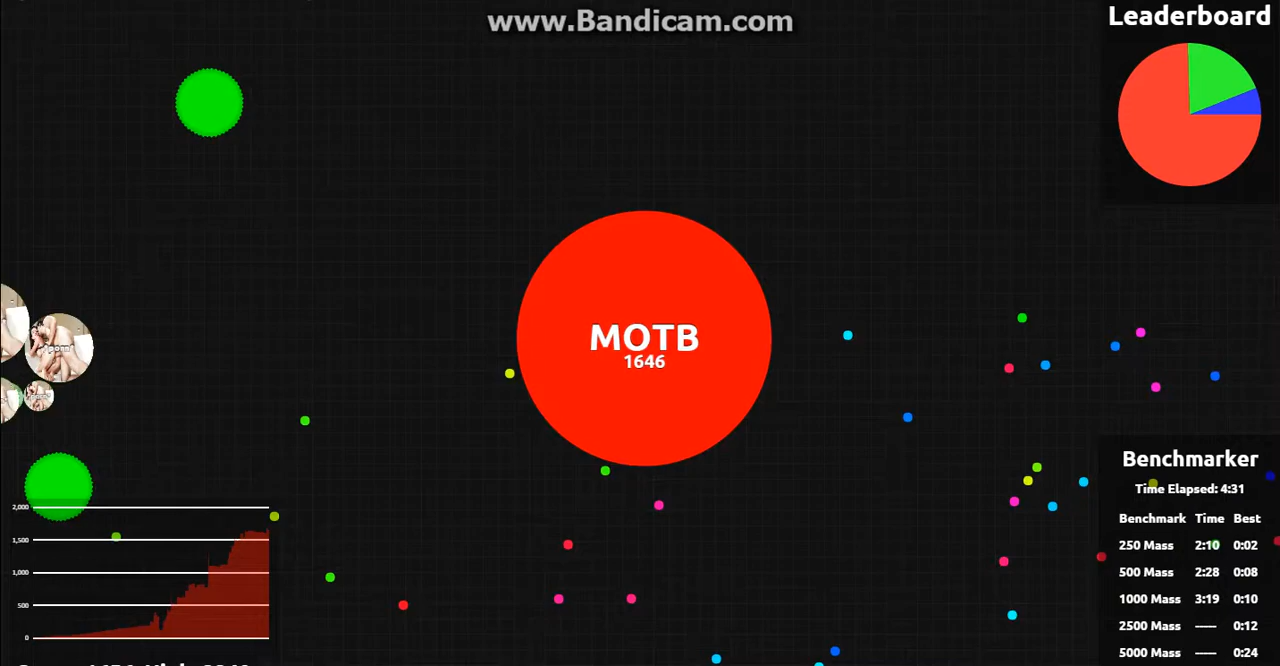 www.Bandicam.com
Leaderboard
MOTB
1646
2,000
1,500
1,000
500
0
Benchmarker
Time Elapsed: 4:31
Benchmark Time Best
250 Mass 2:10 0:02
500 Mass 2:28 0:08
1000 Mass 3:19 0:10
2500 Mass —— 0:12
5000 Mass —— 0:24